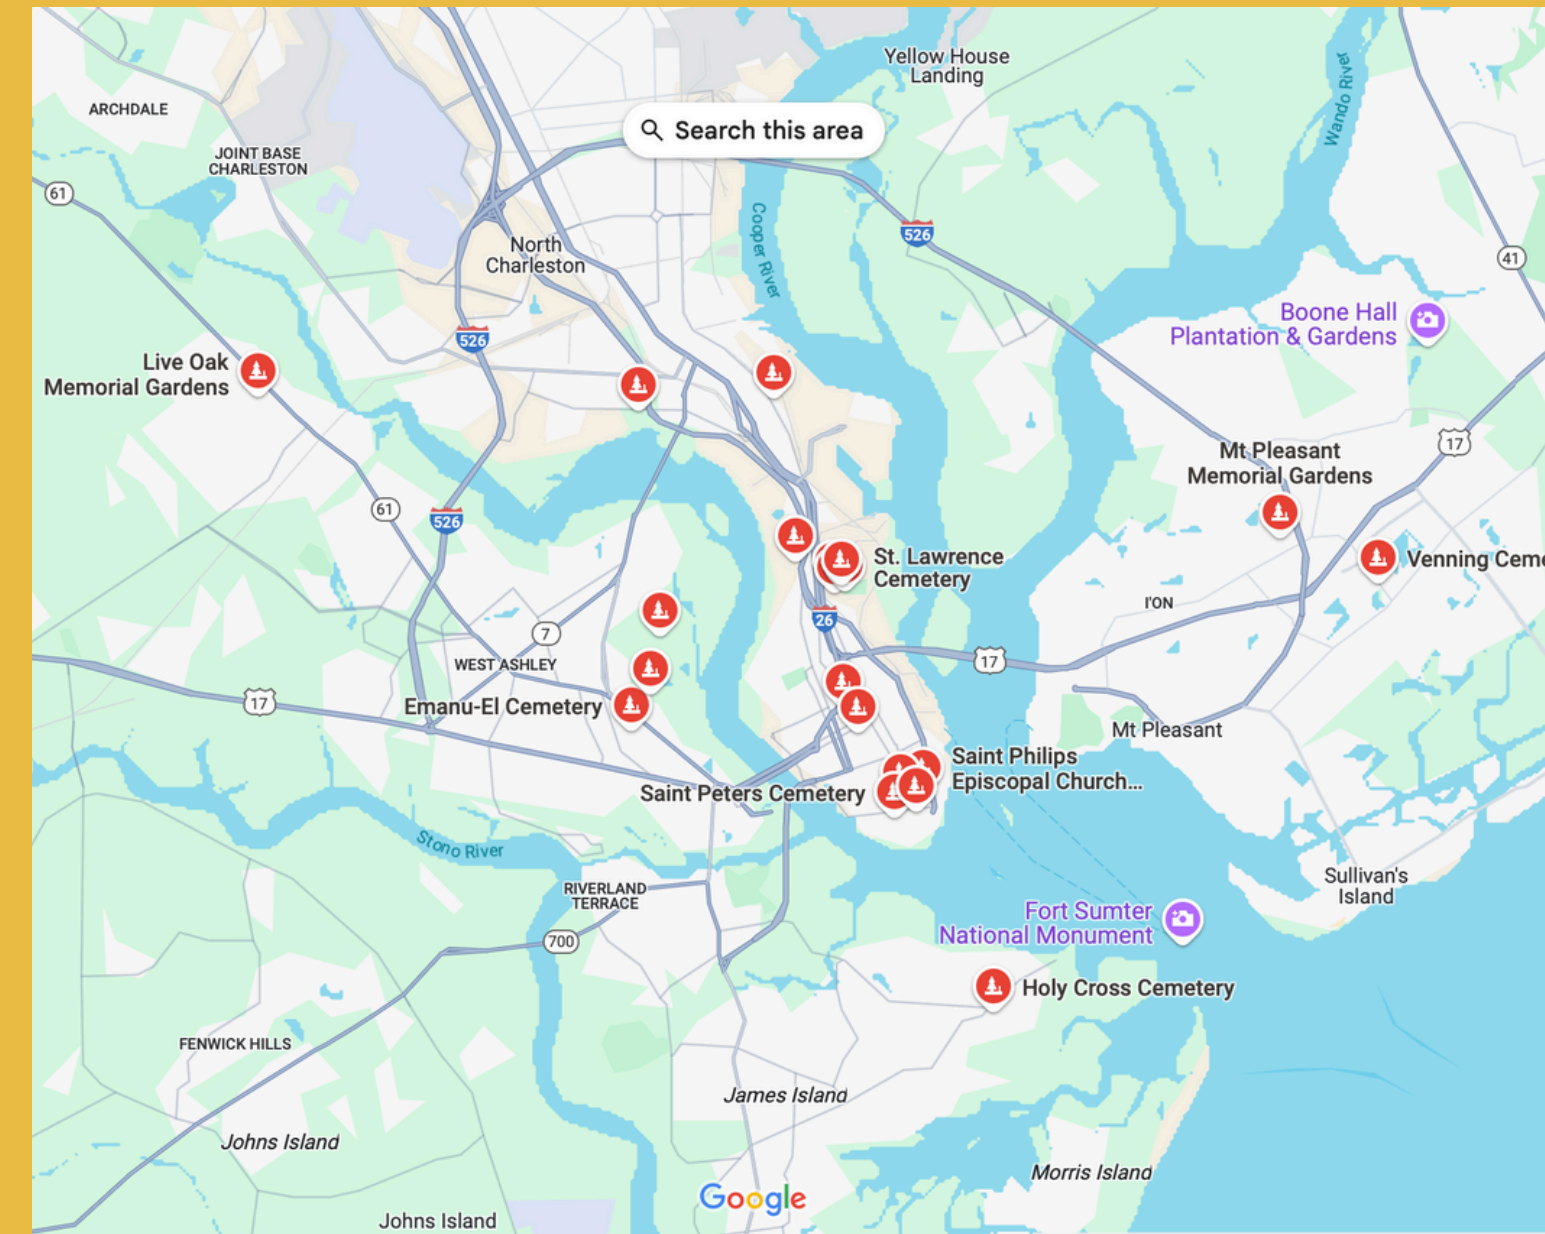 Yellow House
Landing
Wando River
ARCHDALE
Search this area
JOINT BASE
CHARLESTON
61
Cooper River
526
North
Charleston
41
Boone Hall
Plantation & Gardens
526
Live Oak
Memorial Gardens
17
Mt Pleasant
Memorial Gardens
61
526
St. Lawrence
Cemetery
Venning Ceme
I'ON
26
7
WEST ASHLEY
17
17
Emanu-El Cemetery
Mt Pleasant
Saint Philips
Episcopal Church...
Saint Peters Cemetery
Stono River
Sullivan's
Island
RIVERLAND
TERRACE
Fort Sumter
National Monument
700
Holy Cross Cemetery
FENWICK HILLS
James Island
Johns Island
Morris Island
Google
Johns Island